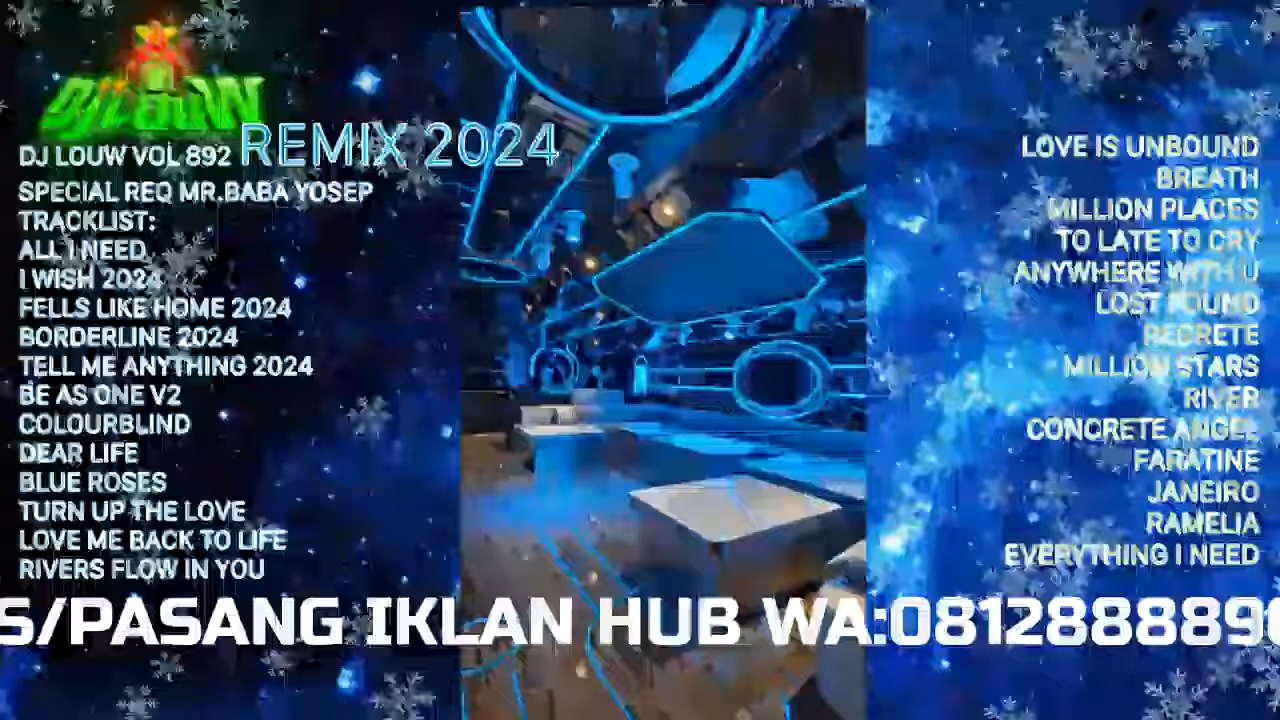 DJ LOUW
REMIX 2024
DJ LOUW VOL 892
SPECIAL REQ MR.BABA YOSEP
TRACKLIST:
ALL I NEED
I WISH 2024
FELLS LIKE HOME 2024
BORDERLINE 2024
TELL ME ANYTHING 2024
BE AS ONE V2
COLOURBLIND
DEAR LIFE
BLUE ROSES
TURN UP THE LOVE
LOVE ME BACK TO LIFE
RIVERS FLOW IN YOU
LOVE IS UNBOUND
BREATH
MILLION PLACES
TO LATE TO CRY
ANYWHERE WITH U
LOST FOUND
REGRETE
MILLION STARS
RIVER
CONCRETE ANGEL
FARATINE
JANEIRO
RAMELIA
EVERYTHING I NEED
S/PASANG IKLAN HUB WA:081288889